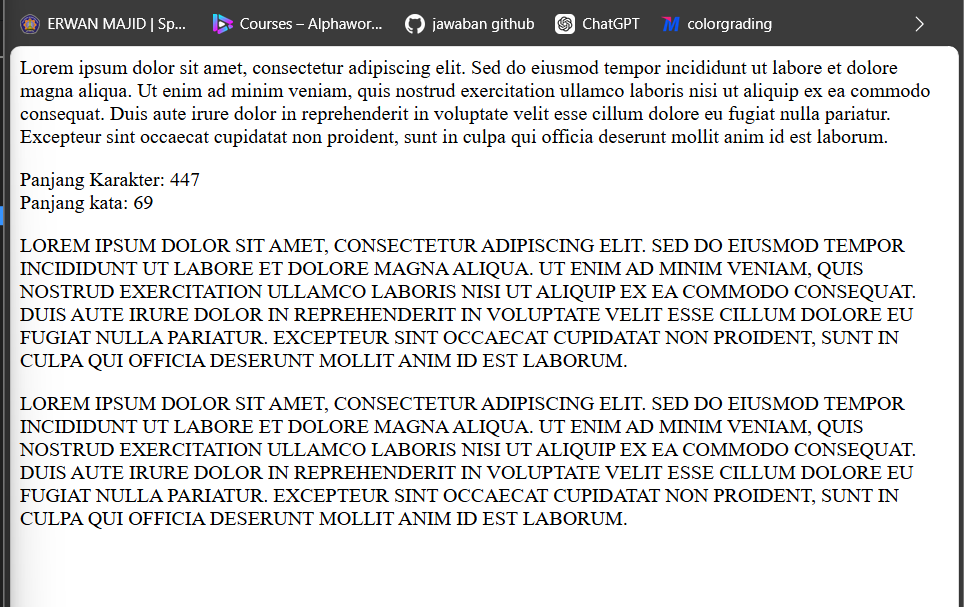 ERWAN MAJID | Sp... Courses – Alphawor... jawaban github ChatGPT colorgrading
Lorem ipsum dolor sit amet, consectetur adipiscing elit. Sed do eiusmod tempor incididunt ut labore et dolore
magna aliqua. Ut enim ad minim veniam, quis nostrud exercitation ullamco laboris nisi ut aliquip ex ea commodo
consequat. Duis aute irure dolor in reprehenderit in voluptate velit esse cillum dolore eu fugiat nulla pariatur.
Excepteur sint occaecat cupidatat non proident, sunt in culpa qui officia deserunt mollit anim id est laborum.
Panjang Karakter: 447
Panjang kata: 69
LOREM IPSUM DOLOR SIT AMET, CONSECTETUR ADIPISCING ELIT. SED DO EIUSMOD TEMPOR
INCIDIDUNT UT LABORE ET DOLORE MAGNA ALIQUA. UT ENIM AD MINIM VENIAM, QUIS
NOSTRUD EXERCITATION ULLAMCO LABORIS NISI UT ALIQUIP EX EA COMMODO CONSEQUAT.
DUIS AUTE IRURE DOLOR IN REPREHENDERIT IN VOLUPTATE VELIT ESSE CILLUM DOLORE EU
FUGIAT NULLA PARIATUR. EXCEPTEUR SINT OCCAECAT CUPIDATAT NON PROIDENT, SUNT IN
CULPA QUI OFFICIA DESERUNT MOLLIT ANIM ID EST LABORUM.
LOREM IPSUM DOLOR SIT AMET, CONSECTETUR ADIPISCING ELIT. SED DO EIUSMOD TEMPOR
INCIDIDUNT UT LABORE ET DOLORE MAGNA ALIQUA. UT ENIM AD MINIM VENIAM, QUIS
NOSTRUD EXERCITATION ULLAMCO LABORIS NISI UT ALIQUIP EX EA COMMODO CONSEQUAT.
DUIS AUTE IRURE DOLOR IN REPREHENDERIT IN VOLUPTATE VELIT ESSE CILLUM DOLORE EU
FUGIAT NULLA PARIATUR. EXCEPTEUR SINT OCCAECAT CUPIDATAT NON PROIDENT, SUNT IN
CULPA QUI OFFICIA DESERUNT MOLLIT ANIM ID EST LABORUM.